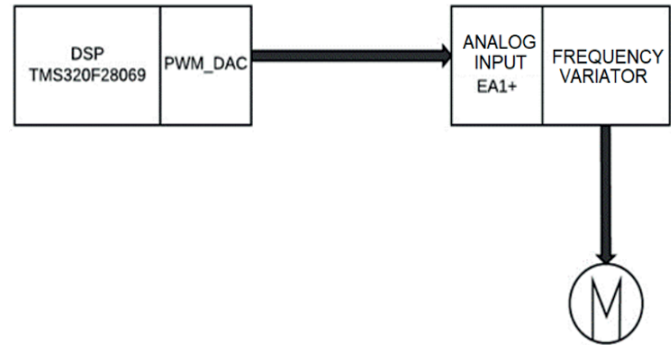 DSP
TMS320F28069
PWM_DAC
ANALOG
INPUT
EA1+
FREQUENCY
VARIATOR
M